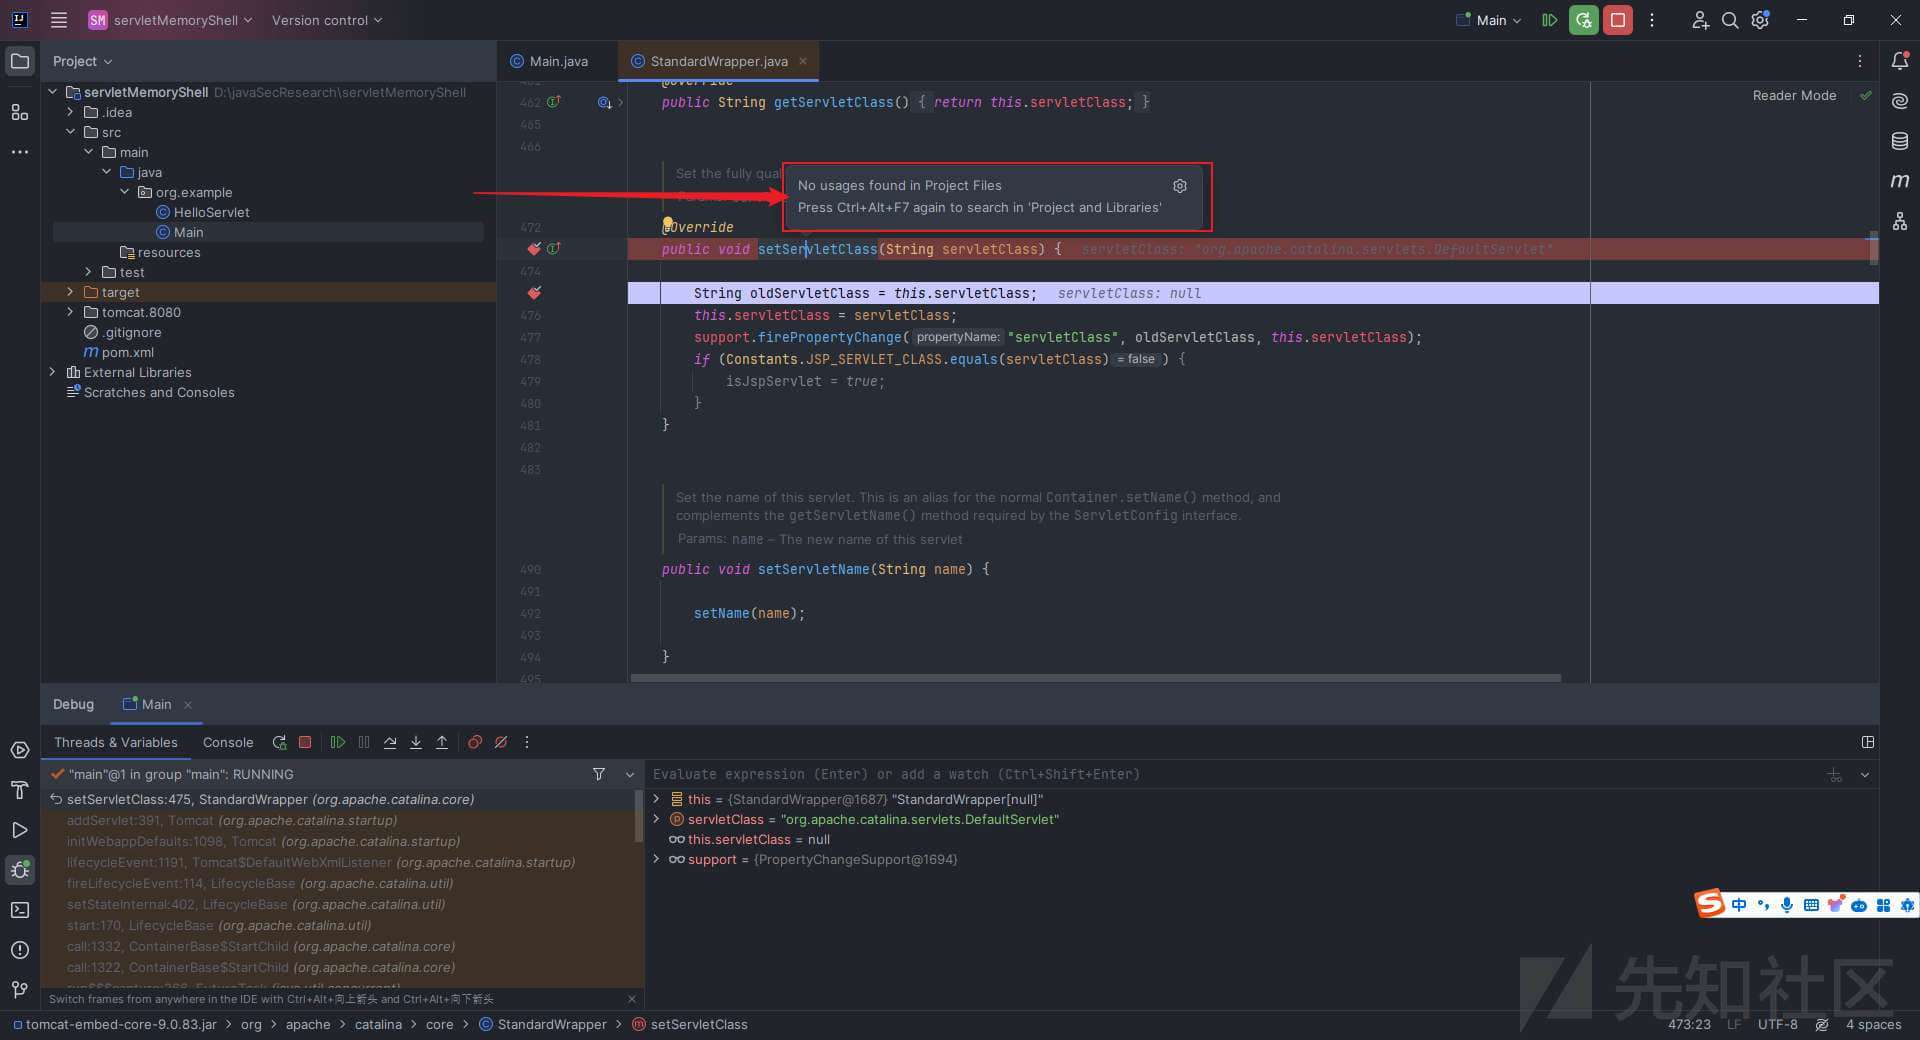 SM servletMemoryShell Version control Main
Project Main.java StandardWrapper.java
servletMemoryShell D:\javaSecResearch\servletMemoryShell
.idea
src
main
java
org.example
HelloServlet
Main
resources
test
target
tomcat.8080
.gitignore
pom.xml
External Libraries
Scratches and Consoles
Reader Mode
@Override
462 public String getServletClass() { return this.servletClass; }
465
466
Set the fully qual
No usages found in Project Files
Press Ctrl+Alt+F7 again to search in 'Project and Libraries'
472 @Override
public void setServletClass(String servletClass) { servletClass: "org.apache.catalina.servlets.DefaultServlet"
474
String oldServletClass = this.servletClass; servletClass: null
476 this.servletClass = servletClass;
477 support.firePropertyChange( propertyName: "servletClass", oldServletClass, this.servletClass);
478 if (Constants.JSP_SERVLET_CLASS.equals(servletClass) = false ) {
479 isJspServlet = true;
480 }
481 }
482
483
Set the name of this servlet. This is an alias for the normal Container.setName() method, and
complements the getServletName() method required by the ServletConfig interface.
Params: name – The new name of this servlet
490 public void setServletName(String name) {
491
492 setName(name);
493
494 }
495
Debug Main
Threads & Variables Console
"main"@1 in group "main": RUNNING
setServletClass:475, StandardWrapper (org.apache.catalina.core)
addServlet:391, Tomcat (org.apache.catalina.startup)
initWebappDefaults:1098, Tomcat (org.apache.catalina.startup)
lifecycleEvent:1191, Tomcat$DefaultWebXmlListener (org.apache.catalina.startup)
fireLifecycleEvent:114, LifecycleBase (org.apache.catalina.util)
setStateInternal:402, LifecycleBase (org.apache.catalina.util)
start:170, LifecycleBase (org.apache.catalina.util)
call:1332, ContainerBase$StartChild (org.apache.catalina.core)
call:1322, ContainerBase$StartChild (org.apache.catalina.core)
run$$$capture:266, FutureTask (java.util.concurrent)
Switch frames from anywhere in the IDE with Ctrl+Alt+向上箭头 and Ctrl+Alt+向下箭头
Evaluate expression (Enter) or add a watch (Ctrl+Shift+Enter)
this = {StandardWrapper@1687} "StandardWrapper[null]"
servletClass = "org.apache.catalina.servlets.DefaultServlet"
this.servletClass = null
support = {PropertyChangeSupport@1694}
中
先知社区
tomcat-embed-core-9.0.83.jar > org > apache > catalina > core > StandardWrapper > setServletClass
473:23 LF UTF-8 4 spaces